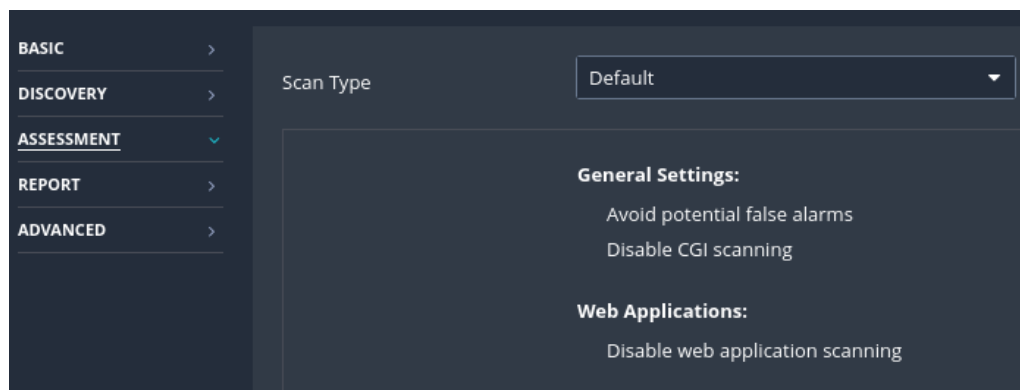 BASIC
DISCOVERY
ASSESSMENT
REPORT
ADVANCED
Scan Type
Default
General Settings:
Avoid potential false alarms
Disable CGI scanning
Web Applications:
Disable web application scanning